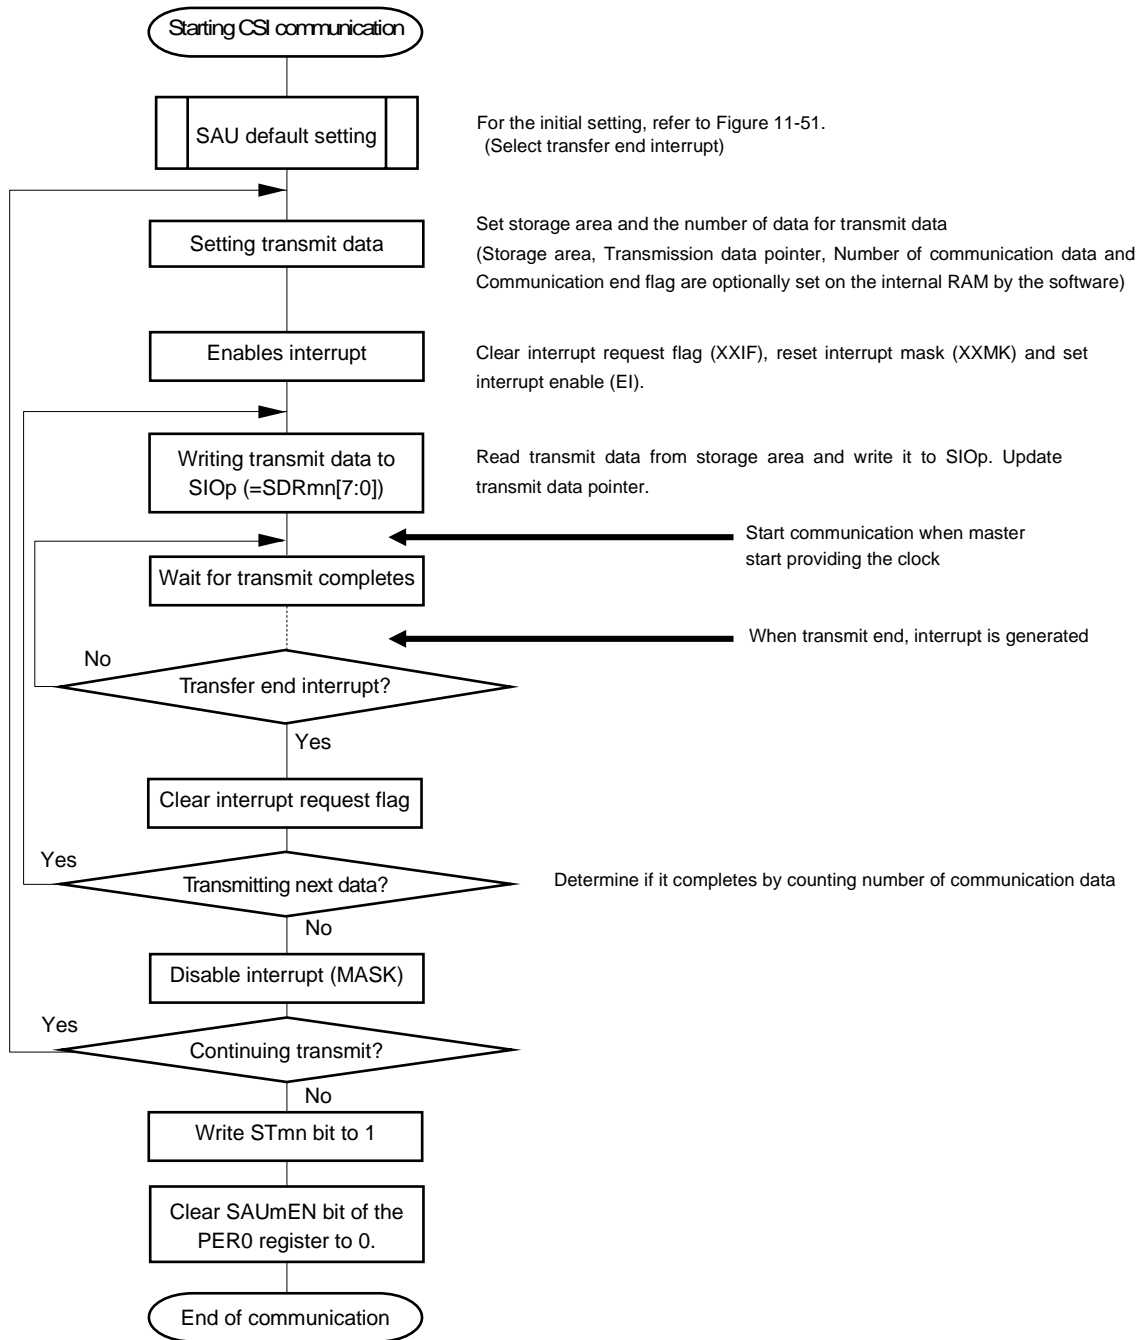 Starting CSI communication
SAU default setting
For the initial setting, refer to Figure 11-51.
(Select transfer end interrupt)
Setting transmit data
Set storage area and the number of data for transmit data
(Storage area, Transmission data pointer, Number of communication data and
Communication end flag are optionally set on the internal RAM by the software)
Enables interrupt
Clear interrupt request flag (XXIF), reset interrupt mask (XXMK) and set
interrupt enable (EI).
Writing transmit data to
SIOp (=SDRmn[7:0])
Read transmit data from storage area and write it to SIOp. Update
transmit data pointer.
Start communication when master
start providing the clock
Wait for transmit completes
When transmit end, interrupt is generated
No
Transfer end interrupt?
Yes
Clear interrupt request flag
Yes
Transmitting next data?
Determine if it completes by counting number of communication data
No
Disable interrupt (MASK)
Yes
Continuing transmit?
No
Write STmn bit to 1
Clear SAUmEN bit of the
PER0 register to 0.
End of communication